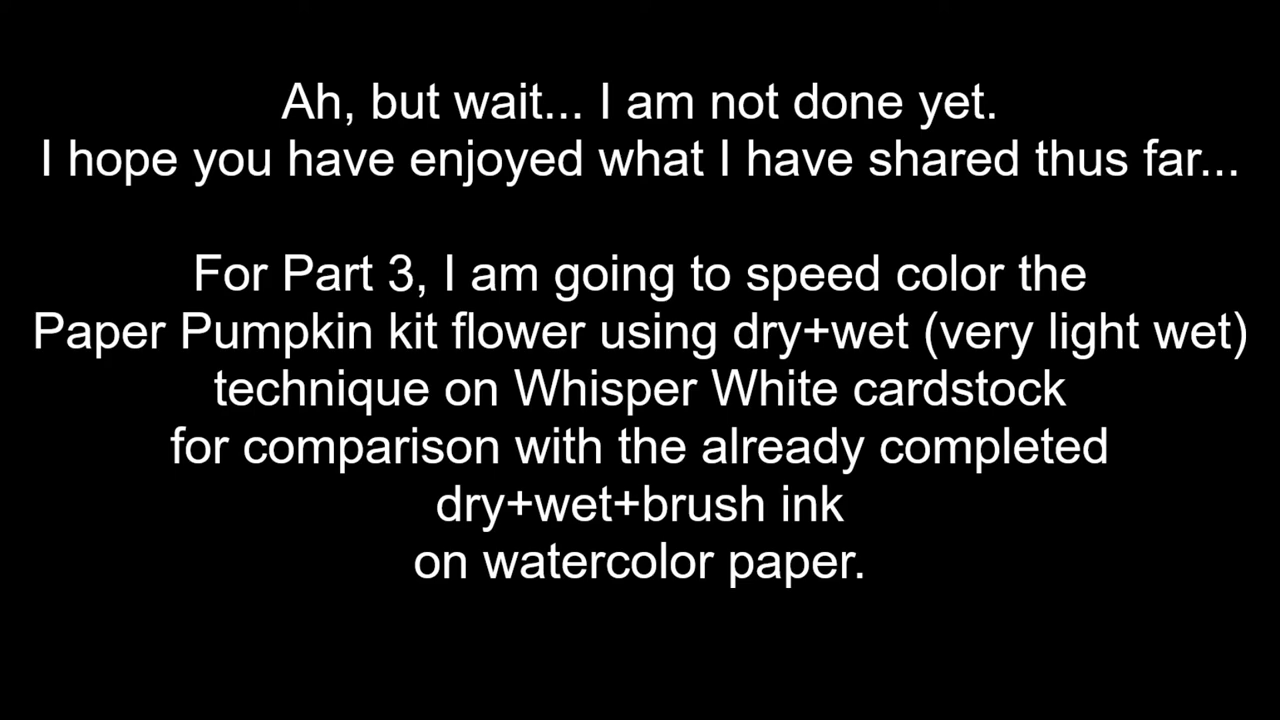 Ah, but wait... I am not done yet.
I hope you have enjoyed what I have shared thus far...
For Part 3, I am going to speed color the
Paper Pumpkin kit flower using dry+wet (very light wet)
technique on Whisper White cardstock
for comparison with the already completed
dry+wet+brush ink
on watercolor paper.